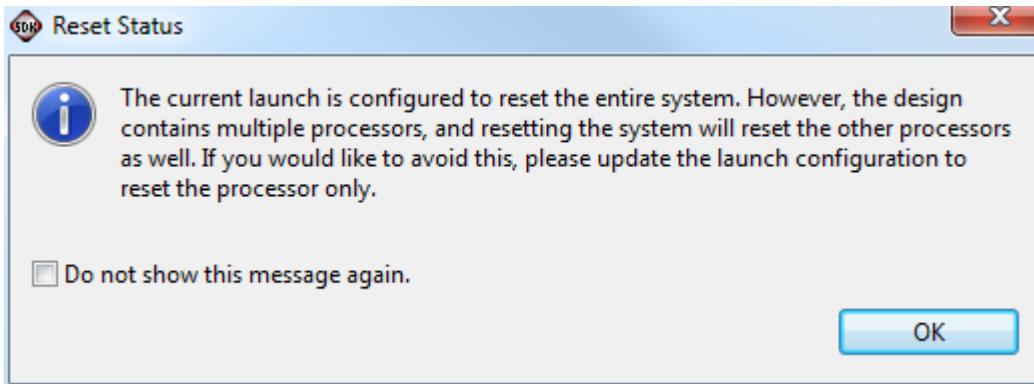 SDK Reset Status
The current launch is configured to reset the entire system. However, the design
contains multiple processors, and resetting the system will reset the other processors
as well. If you would like to avoid this, please update the launch configuration to
reset the processor only.
Do not show this message again.
OK